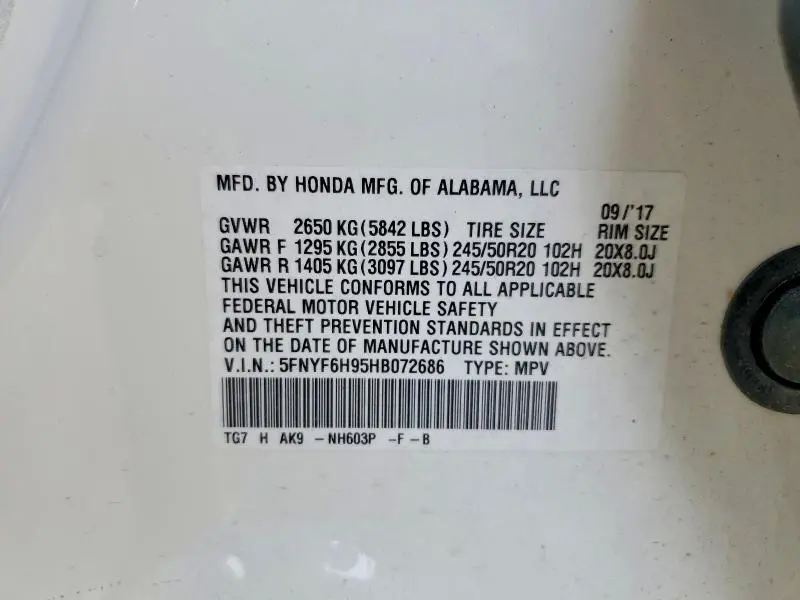 MFD. BY HONDA MFG. OF ALABAMA, LLC
09/'17
GVWR 2650 KG(5842 LBS) TIRE SIZE RIM SIZE
GAWR F 1295 KG(2855 LBS) 245/50R20 102H 20X8.0J
GAWR R 1405 KG(3097 LBS) 245/50R20 102H 20X8.0J
THIS VEHICLE CONFORMS TO ALL APPLICABLE
FEDERAL MOTOR VEHICLE SAFETY
AND THEFT PREVENTION STANDARDS IN EFFECT
ON THE DATE OF MANUFACTURE SHOWN ABOVE.
V.I.N.: 5FNYF6H95HB072686 TYPE: MPV
TG7 H AK9 -NH603P -F-B